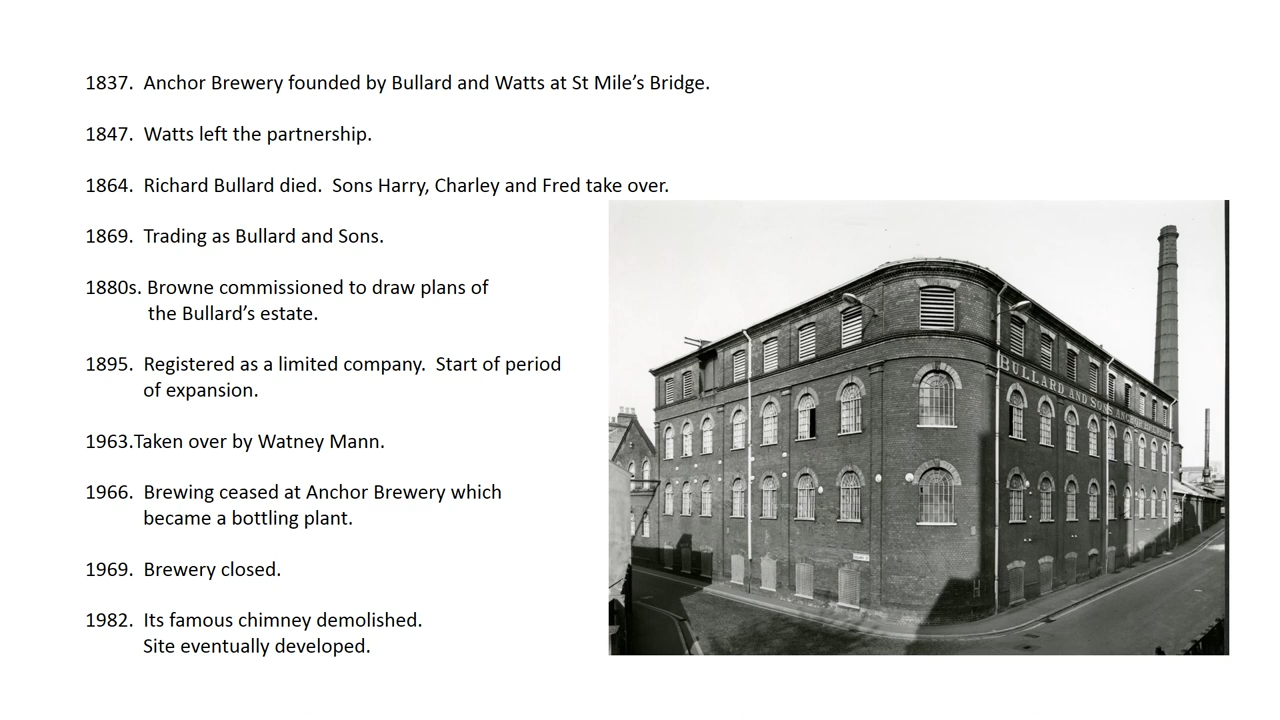 1837.  Anchor Brewery founded by Bullard and Watts at St Mile’s Bridge.
1847.  Watts left the partnership.
1864.  Richard Bullard died.  Sons Harry, Charley and Fred take over.
1869.  Trading as Bullard and Sons.
1880s. Browne commissioned to draw plans of
the Bullard’s estate.
1895.  Registered as a limited company.  Start of period
of expansion.
1963.Taken over by Watney Mann.
1966.  Brewing ceased at Anchor Brewery which
became a bottling plant.
1969.  Brewery closed.
1982.  Its famous chimney demolished.
Site eventually developed.
BULLARD AND SONS ANCHOR